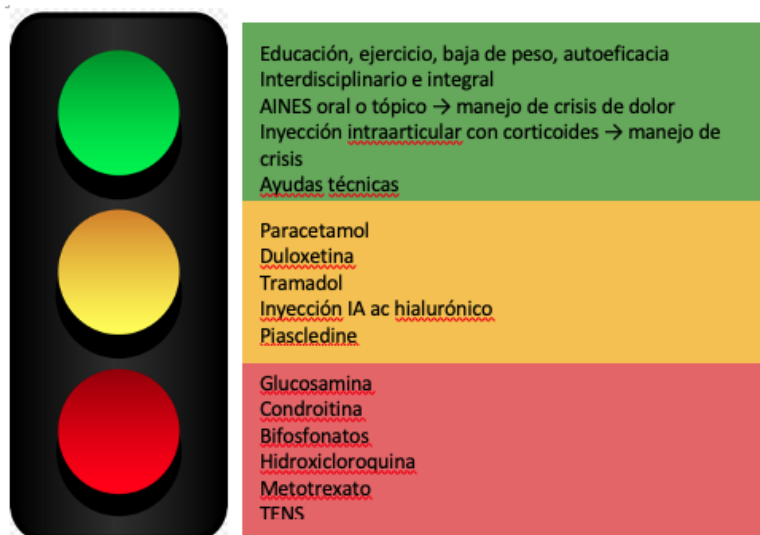 Educación, ejercicio, baja de peso, autoeficacia
Interdisciplinario e integral
AINES oral o tópico → manejo de crisis de dolor
Inyección intraarticular con corticoides → manejo de
crisis
Ayudas técnicas
Paracetamol
Duloxetina
Tramadol
Inyección IA ac hialurónico
Piascledine
Glucosamina
Condroitina
Bifosfonatos
Hidroxicloroquina
Metotrexato
TENS